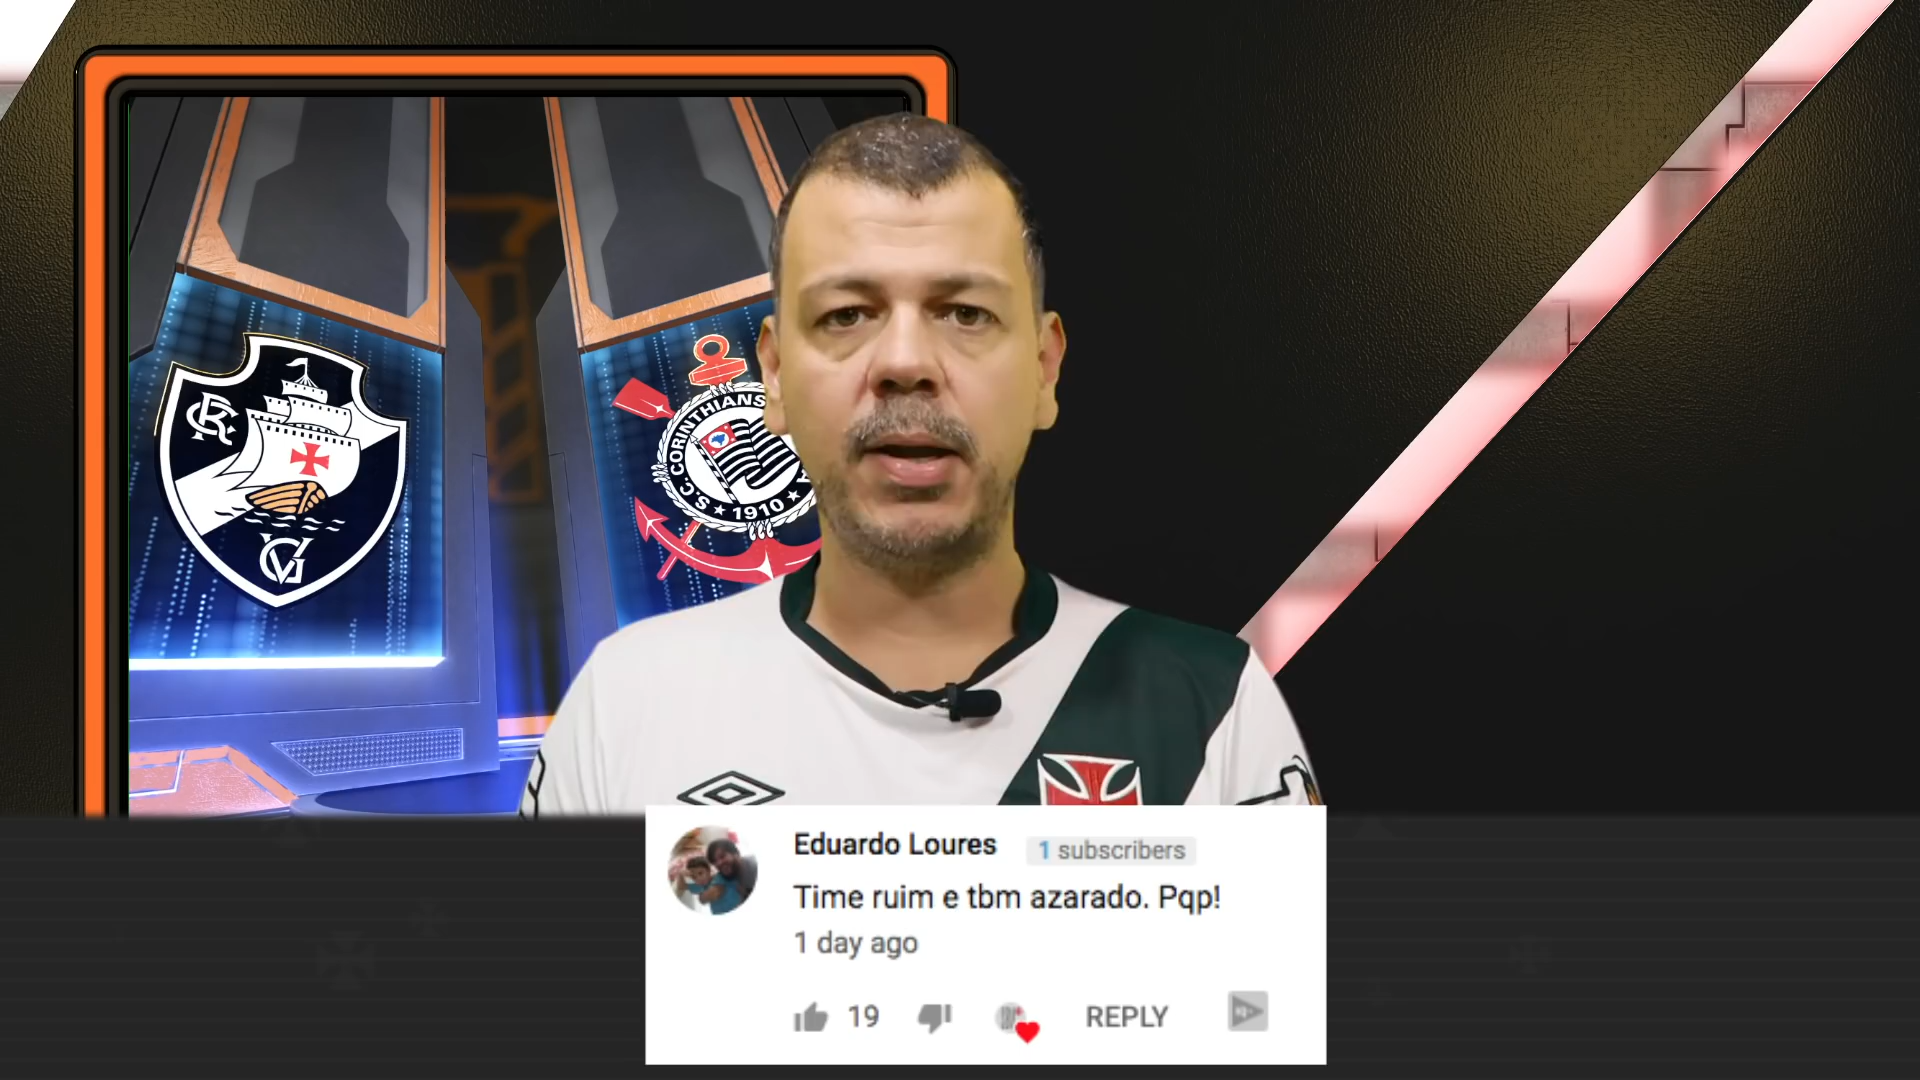 S.C. CORINTHIANS
1910
Eduardo Loures
1 subscribers
Time ruim e tbm azarado. Pqp!
1 day ago
19
REPLY